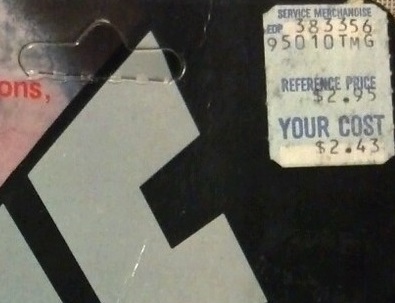 SERVICE MERCHANDISE
EDP 383356
95010TMG
ons,
REFERENCE PRICE
$2.95
YOUR COST
$2.43